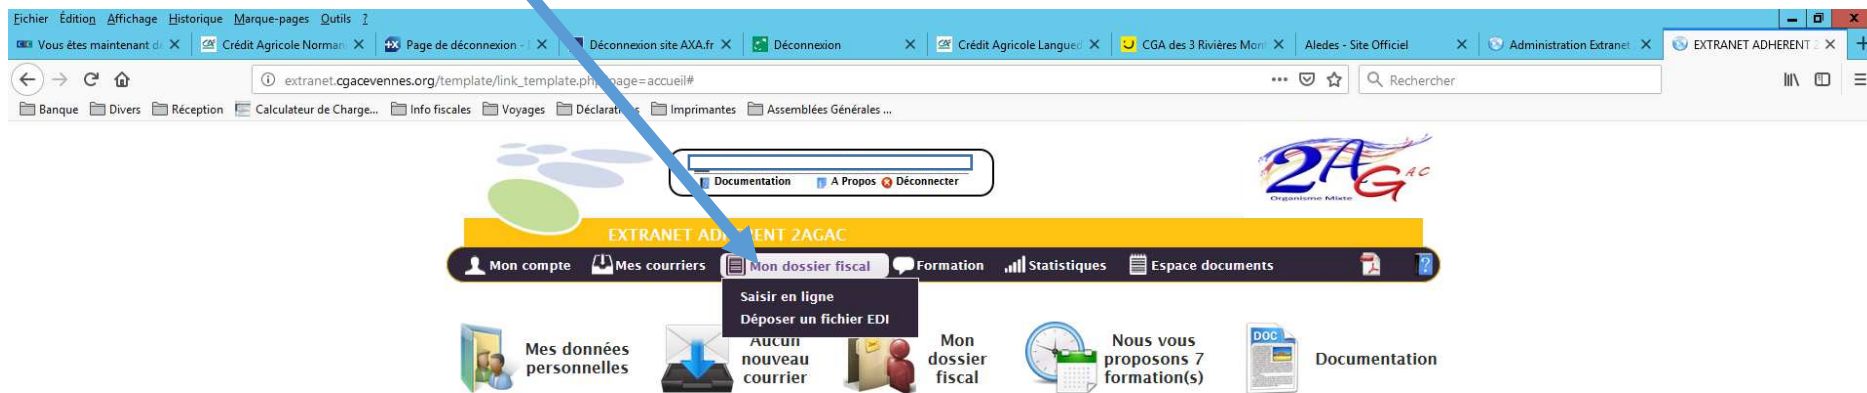 Fichier Édition Affichage Historique Marque-pages Outils ?
Vous êtes maintenant d
Crédit Agricole Norman
Page de déconnexion -
Déconnexion site AXA.fr
Déconnexion
Crédit Agricole Langued
CGA des 3 Rivières Mon
Aledes - Site Officiel
Administration Extranet
EXTRANET ADHERENT 2
extranet.cgacevennes.org/template/link_template.ph page=accueil#
Rechercher
Banque Divers Réception Calculateur de Charge... Info fiscales Voyages Imprimantes Assemblées Générales ...
Documentation A Propos Déconnecter
2AGAC
Organisme Mixte
EXTRANET AD ENT 2AGAC
Mon compte Mes courriers Mon dossier fiscal Formation Statistiques Espace documents
Saisir en ligne
Déposer un fichier EDI
Mes données
personnelles
Aucun
nouveau
courrier
Mon
dossier
fiscal
Nous vous
proposons 7
formation(s)
DOC
Documentation